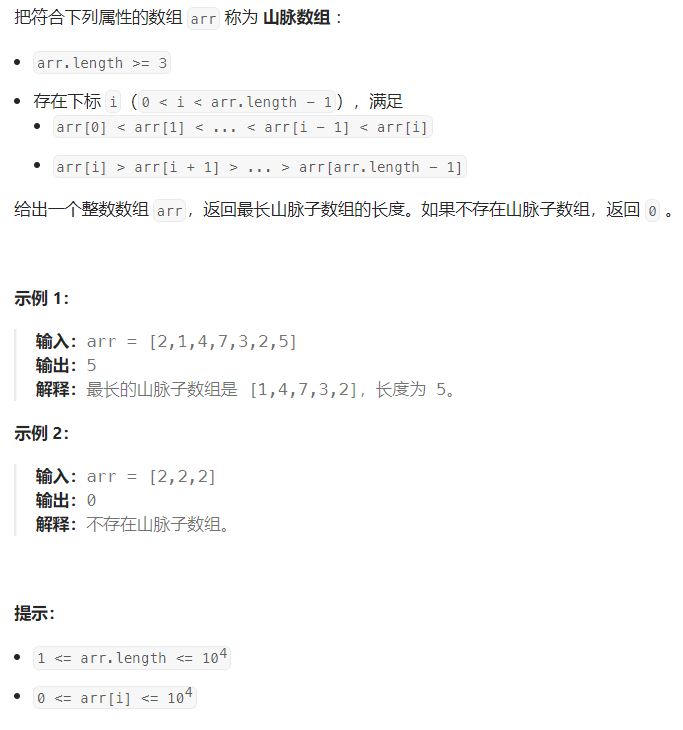 把符合下列属性的数组 arr 称为 山脉数组 ：
arr.length >= 3
存在下标 i（0 < i < arr.length - 1），满足
arr[0] < arr[1] < ... < arr[i - 1] < arr[i]
arr[i] > arr[i + 1] > ... > arr[arr.length - 1]
给出一个整数数组 arr，返回最长山脉子数组的长度。如果不存在山脉子数组，返回 0 。
示例 1：
输入：arr = [2,1,4,7,3,2,5]
输出：5
解释：最长的山脉子数组是 [1,4,7,3,2]，长度为 5。
示例 2：
输入：arr = [2,2,2]
输出：0
解释：不存在山脉子数组。
提示：
1 <= arr.length <= 10⁴
0 <= arr[i] <= 10⁴